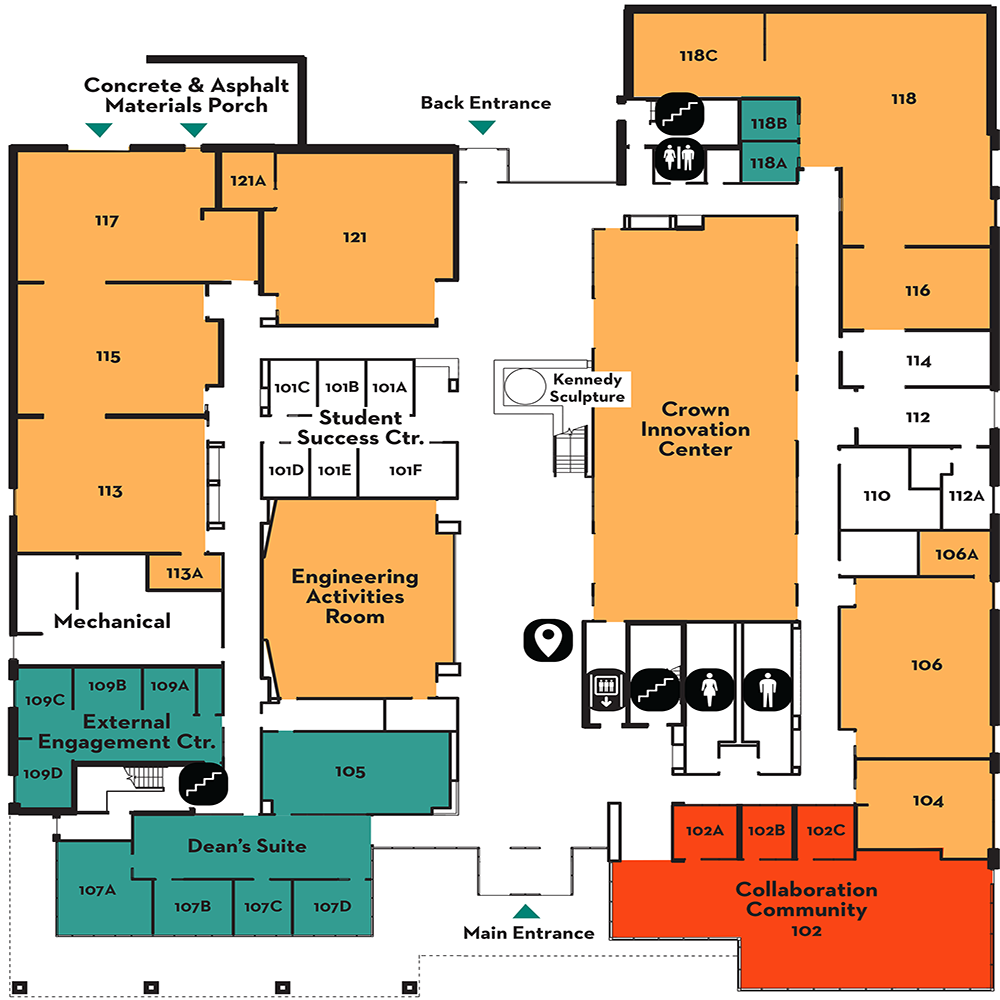 118C
118
Concrete & Asphalt
Materials Porch
Back Entrance
118B
118A
121A
117
121
116
115
114
101C
101B
101A
Kennedy
Sculpture
Student
Success Ctr.
Crown
Innovation
Center
112
101D
101E
101F
113
110
112A
106A
113A
Engineering
Activities
Room
Mechanical
106
109C
109B
109A
External
Engagement Ctr.
109D
105
104
102A
102B
102C
Dean's Suite
107A
107B
107C
107D
Collaboration
Community
102
Main Entrance